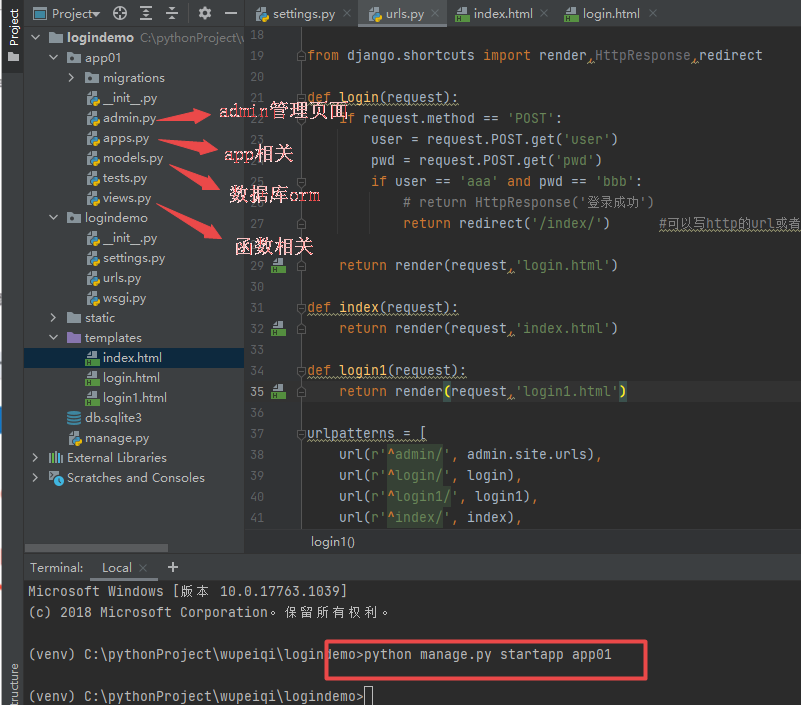 Project
Project
settings.py
urls.py
index.html
login.html
logindemo C:\pythonProject\
app01
migrations
__init__.py
admin.py
apps.py
models.py
tests.py
views.py
logindemo
__init__.py
settings.py
urls.py
wsgi.py
static
templates
index.html
login.html
login1.html
db.sqlite3
manage.py
External Libraries
Scratches and Consoles
admin管理页面
app相关
数据库orm
函数相关
18
19 from django.shortcuts import render,HttpResponse,redirect
20
21 def login(request):
22 if request.method == 'POST':
23 user = request.POST.get('user')
24 pwd = request.POST.get('pwd')
25 if user == 'aaa' and pwd == 'bbb':
26 # return HttpResponse('登录成功')
27 return redirect('/index/') #可以写http的url或者
29 return render(request,'login.html')
30
31 def index(request):
32 return render(request,'index.html')
33
34 def login1(request):
35 return render(request,'login1.html')
36
37 urlpatterns = [
38 url(r'^admin/', admin.site.urls),
39 url(r'^login/', login),
40 url(r'^login1/', login1),
41 url(r'^index/', index),
login1()
Terminal: Local +
Microsoft Windows [版本 10.0.17763.1039]
(c) 2018 Microsoft Corporation。保留所有权利。
(venv) C:\pythonProject\wupeiqi\logindemo>python manage.py startapp app01
(venv) C:\pythonProject\wupeiqi\logindemo>